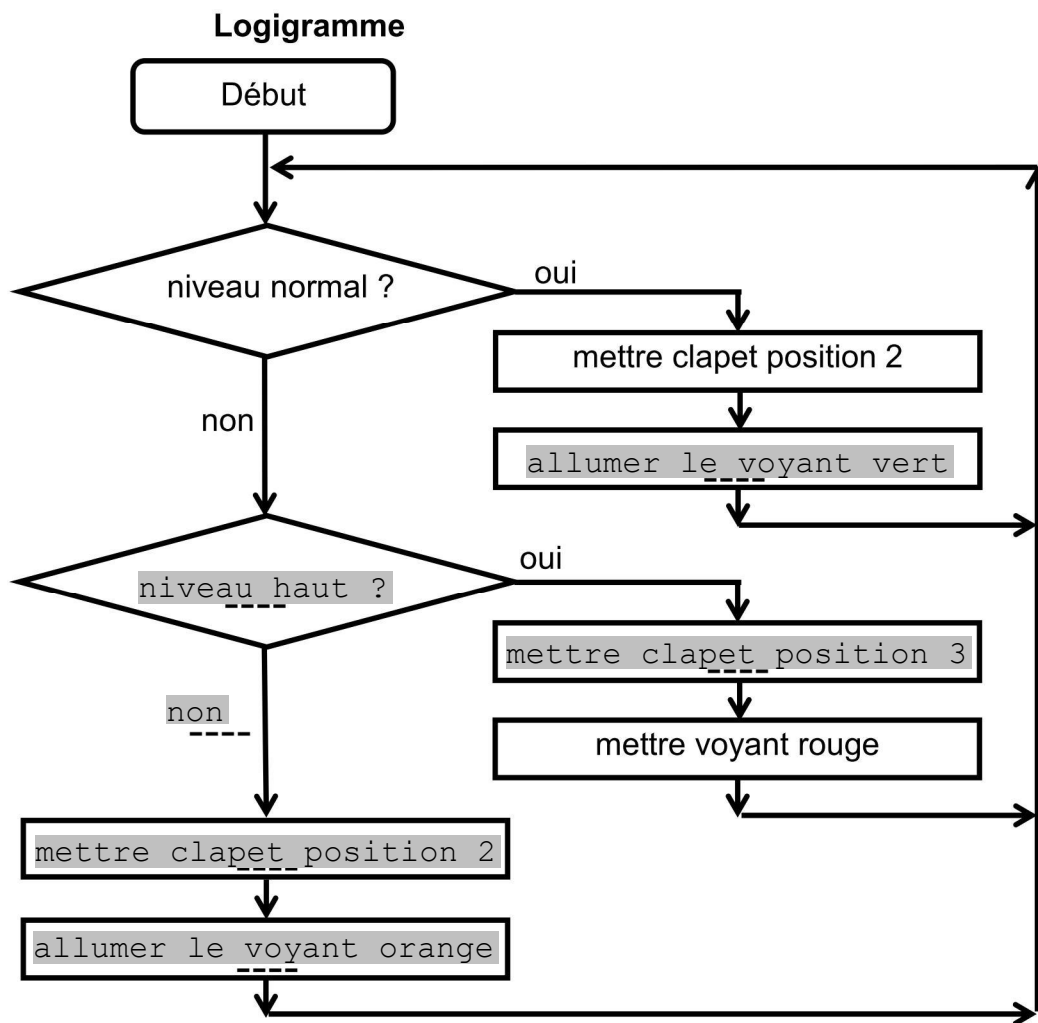 Logigramme
Début
niveau normal ?
oui
mettre clapet position 2
non
allumer le voyant vert
niveau haut ?
oui
mettre clapet position 3
non
mettre voyant rouge
mettre clapet position 2
allumer le voyant orange